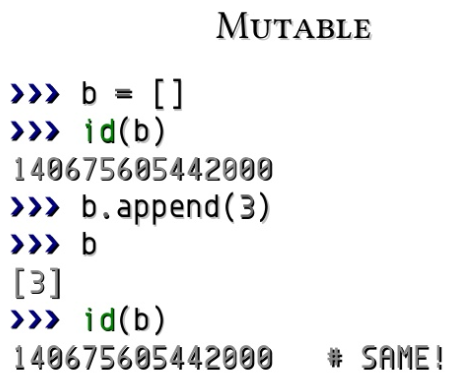 MUTABLE
>>> b = []
>>> id(b)
140675605442000
>>> b.append(3)
>>> b
[3]
>>> id(b)
140675605442000   # SAME!